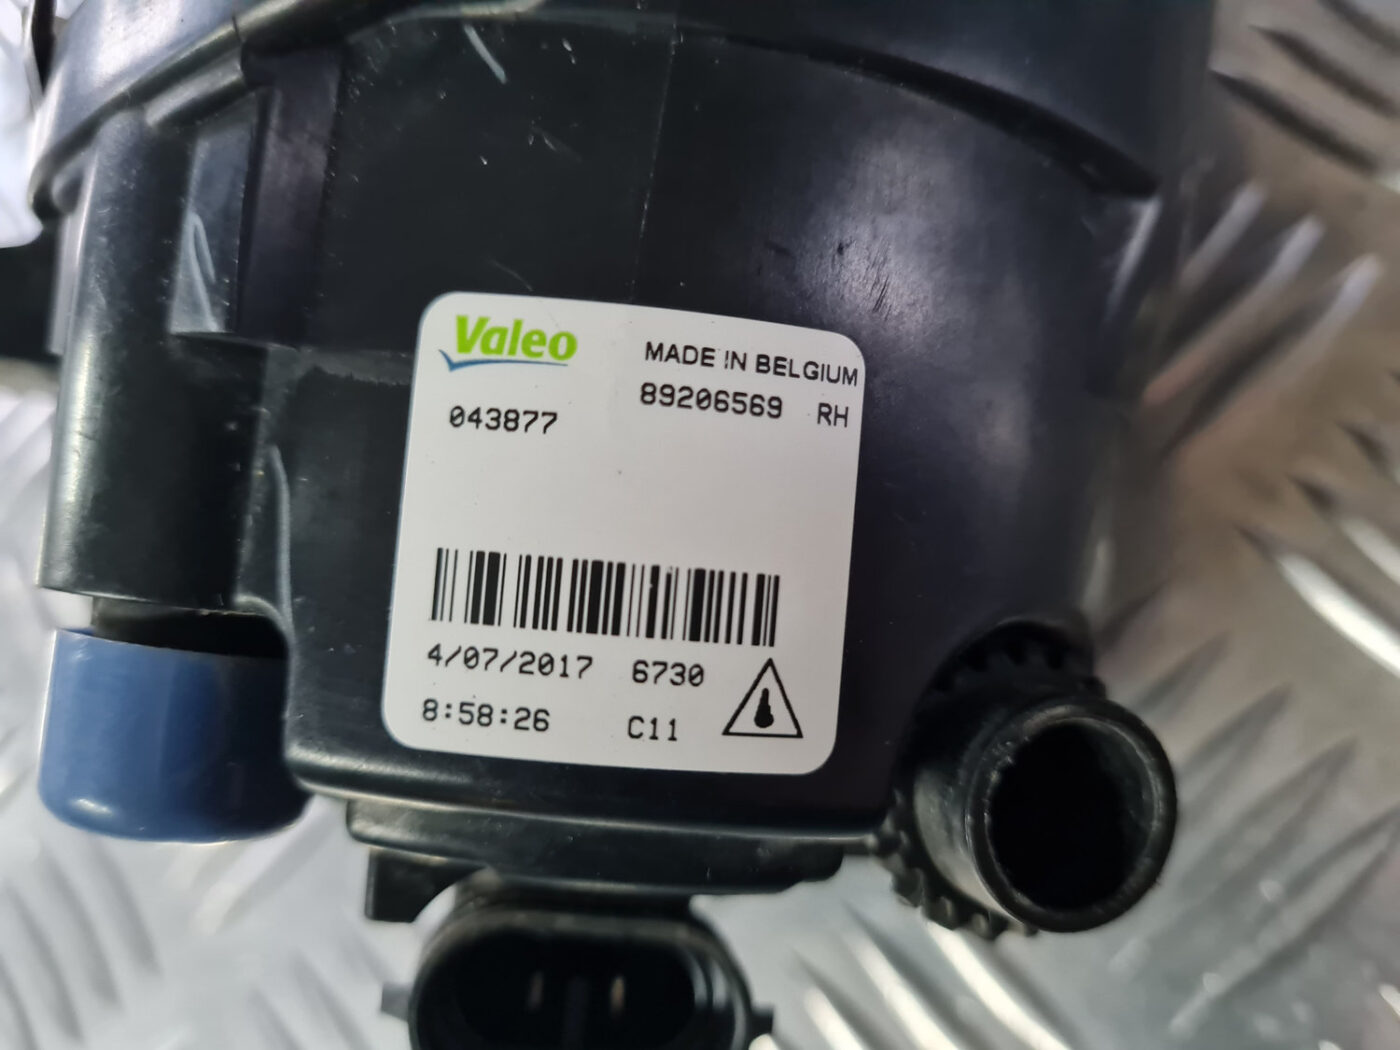 Valeo
MADE IN BELGIUM
89206569 RH
043877
4/07/2017 6730
8:58:26 C11